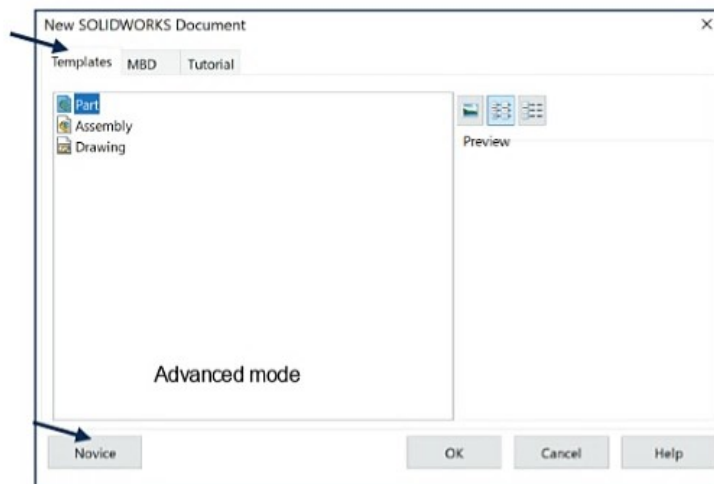 New SOLIDWORKS Document
Templates MBD Tutorial
Part
Assembly
Drawing
Preview
Advanced mode
Novice OK Cancel Help